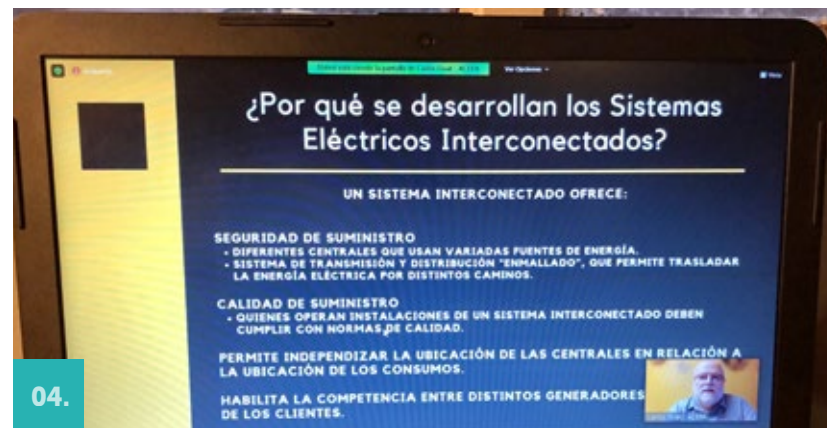 Ver Opciones
¿Por qué se desarrollan los Sistemas
Eléctricos Interconectados?
UN SISTEMA INTERCONECTADO OFRECE:
SEGURIDAD DE SUMINISTRO
- DIFERENTES CENTRALES QUE USAN VARIADAS FUENTES DE ENERGÍA.
- SISTEMA DE TRANSMISIÓN Y DISTRIBUCIÓN "ENMALLADO", QUE PERMITE TRASLADAR
LA ENERGÍA ELÉCTRICA POR DISTINTOS CAMINOS.
CALIDAD DE SUMINISTRO
- QUIENES OPERAN INSTALACIONES DE UN SISTEMA INTERCONECTADO DEBEN
CUMPLIR CON NORMAS DE CALIDAD.
PERMITE INDEPENDIZAR LA UBICACIÓN DE LAS CENTRALES EN RELACIÓN A
LA UBICACIÓN DE LOS CONSUMOS.
HABILITA LA COMPETENCIA ENTRE DISTINTOS GENERADORES
DE LOS CLIENTES.
04.